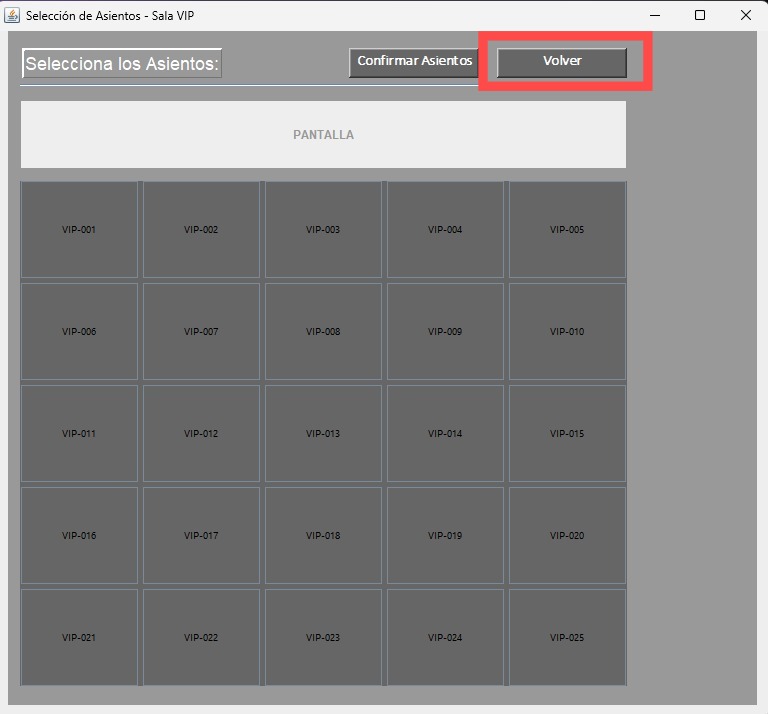 Selección de Asientos - Sala VIP
Selecciona los Asientos: Confirmar Asientos Volver
PANTALLA
VIP-001 VIP-002 VIP-003 VIP-004 VIP-005
VIP-006 VIP-007 VIP-008 VIP-009 VIP-010
VIP-011 VIP-012 VIP-013 VIP-014 VIP-015
VIP-016 VIP-017 VIP-018 VIP-019 VIP-020
VIP-021 VIP-022 VIP-023 VIP-024 VIP-025